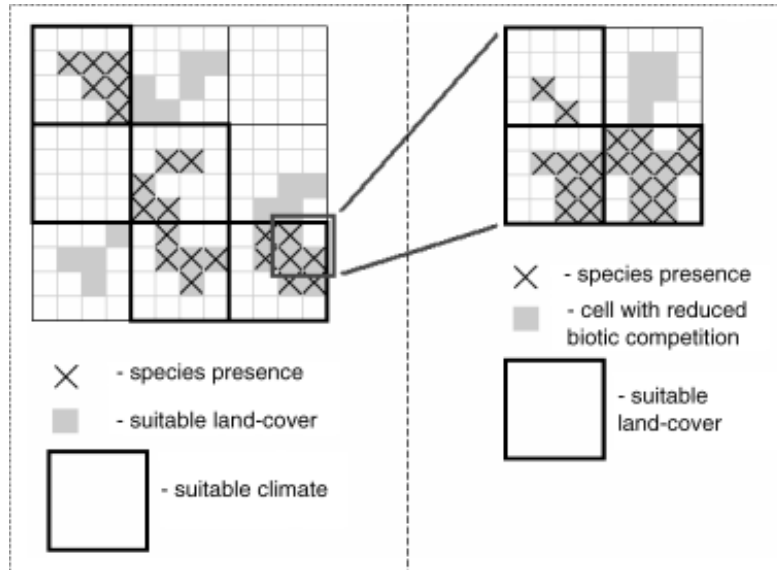 - species presence
- suitable land-cover
- suitable climate
- species presence
- cell with reduced
biotic competition
- suitable
land-cover